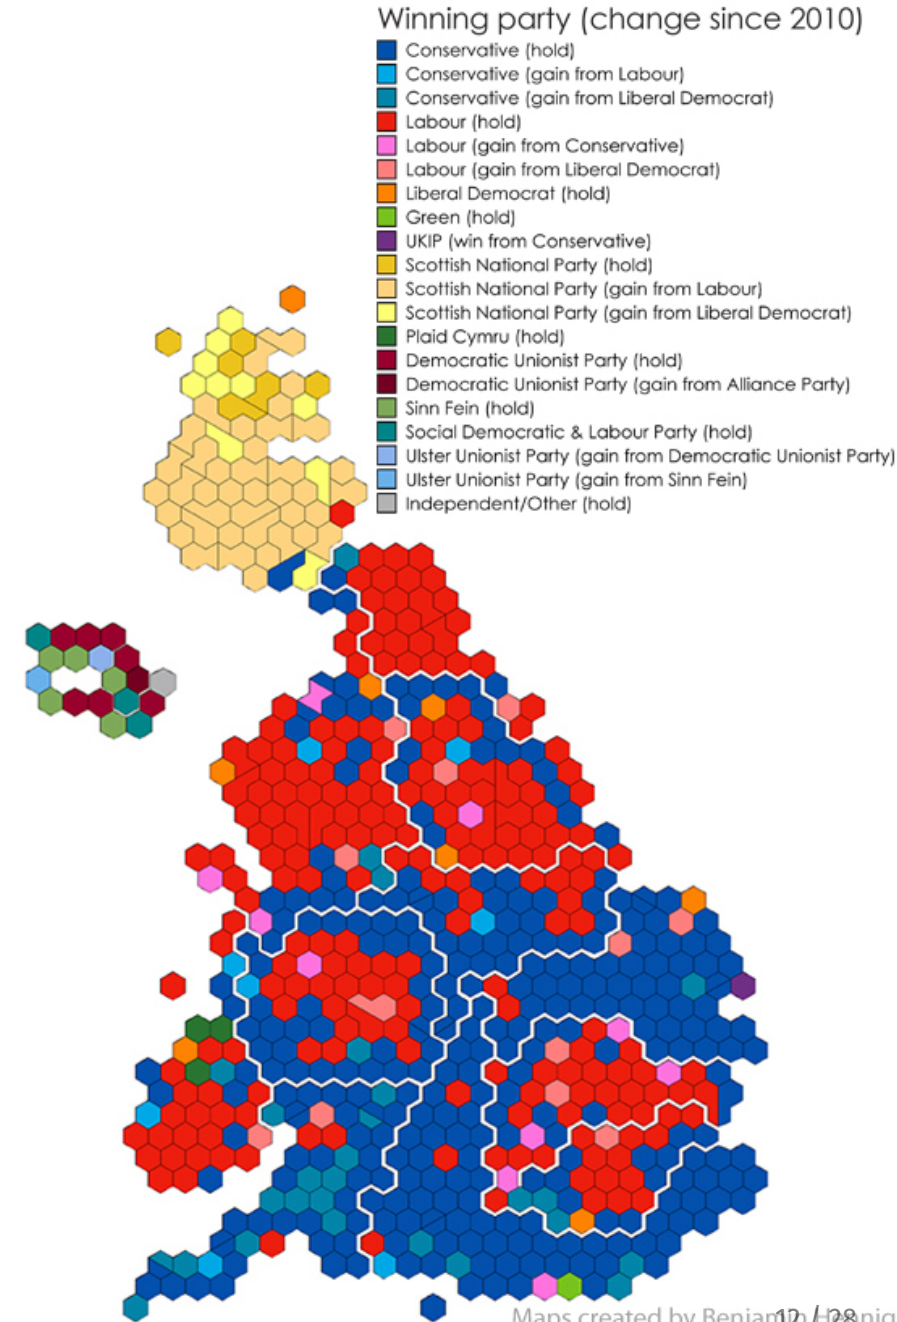 Winning party (change since 2010)
Conservative (hold)
Conservative (gain from Labour)
Conservative (gain from Liberal Democrat)
Labour (hold)
Labour (gain from Conservative)
Labour (gain from Liberal Democrat)
Liberal Democrat (hold)
Green (hold)
UKIP (win from Conservative)
Scottish National Party (hold)
Scottish National Party (gain from Labour)
Scottish National Party (gain from Liberal Democrat)
Plaid Cymru (hold)
Democratic Unionist Party (hold)
Democratic Unionist Party (gain from Alliance Party)
Sinn Fein (hold)
Social Democratic & Labour Party (hold)
Ulster Unionist Party (gain from Democratic Unionist Party)
Ulster Unionist Party (gain from Sinn Fein)
Independent/Other (hold)
Maps created by Benjamin Hennig
12 / 28